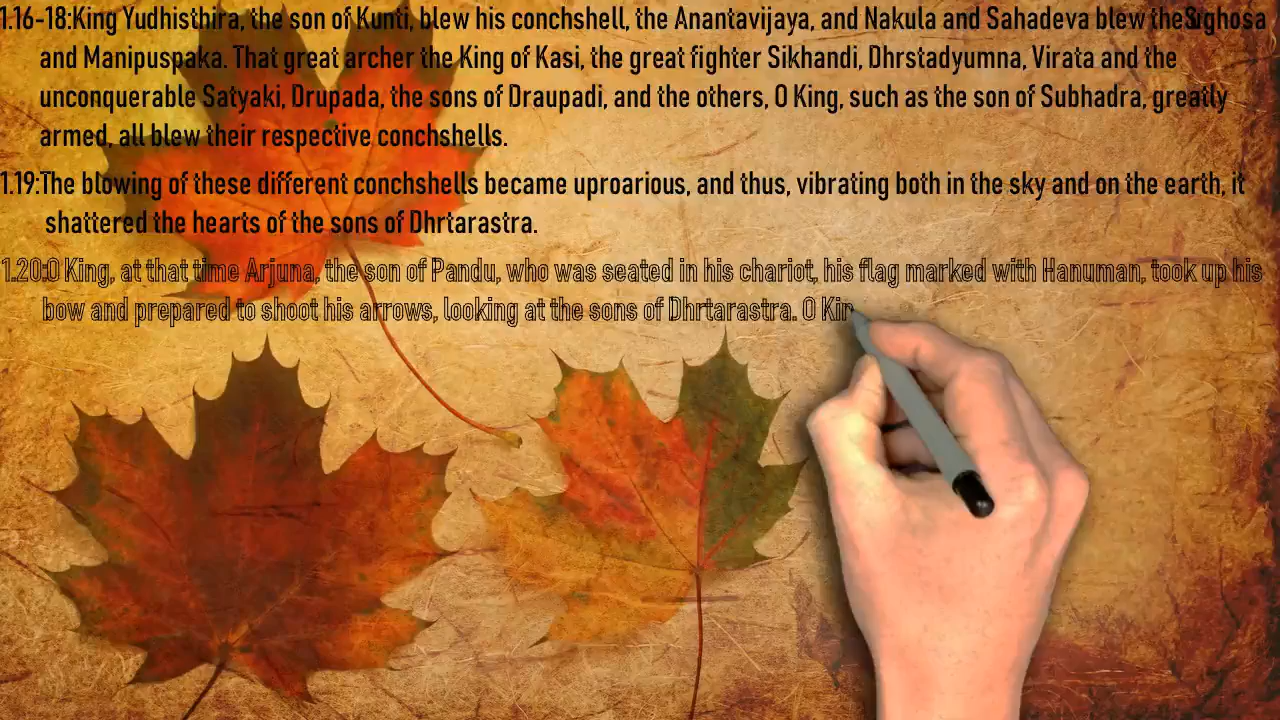 1.16-18:King Yudhisthira, the son of Kunti, blew his conchshell, the Anantavijaya, and Nakula and Sahadeva blew the Sughosa
and Manipuspaka. That great archer the King of Kasi, the great fighter Sikhandi, Dhrstadyumna, Virata and the
unconquerable Satyaki, Drupada, the sons of Draupadi, and the others, O King, such as the son of Subhadra, greatly
armed, all blew their respective conchshells.
1.19:The blowing of these different conchshells became uproarious, and thus, vibrating both in the sky and on the earth, it
shattered the hearts of the sons of Dhrtarastra.
1.20:O King, at that time Arjuna, the son of Pandu, who was seated in his chariot, his flag marked with Hanuman, took up his
bow and prepared to shoot his arrows, looking at the sons of Dhrtarastra. O Kin